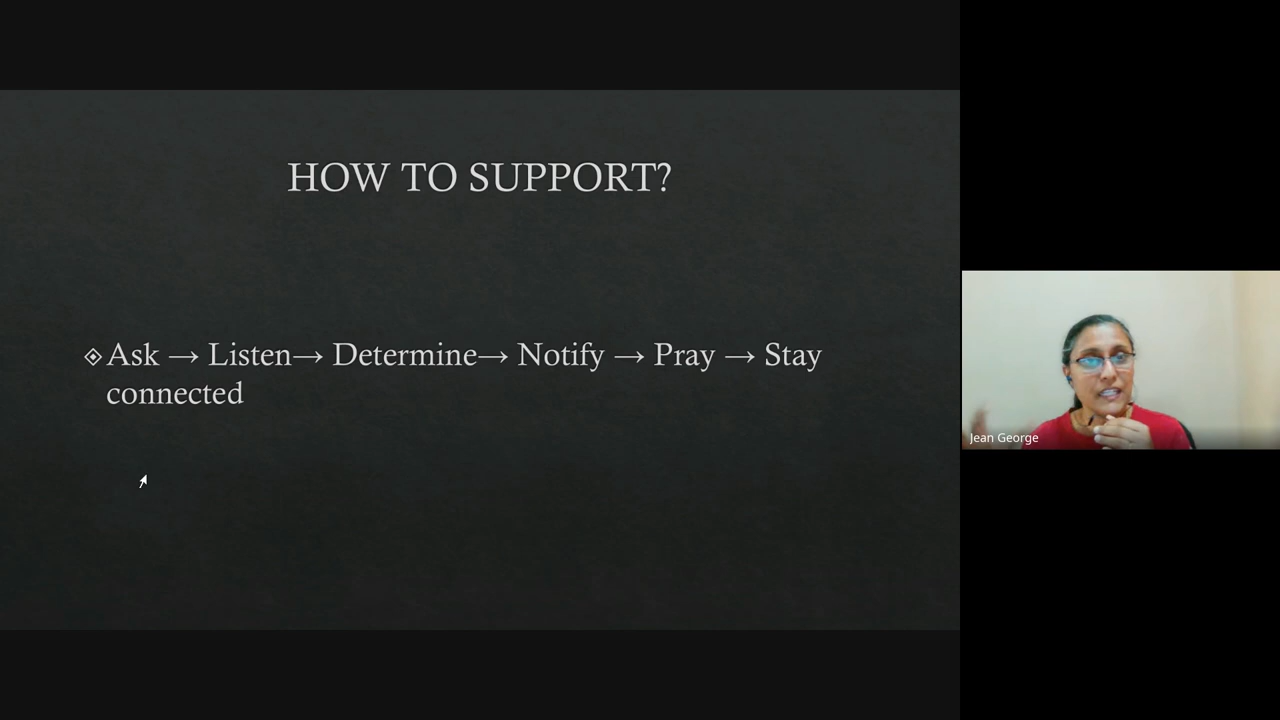 HOW TO SUPPORT?
Ask → Listen→ Determine→ Notify → Pray → Stay
connected
Jean George